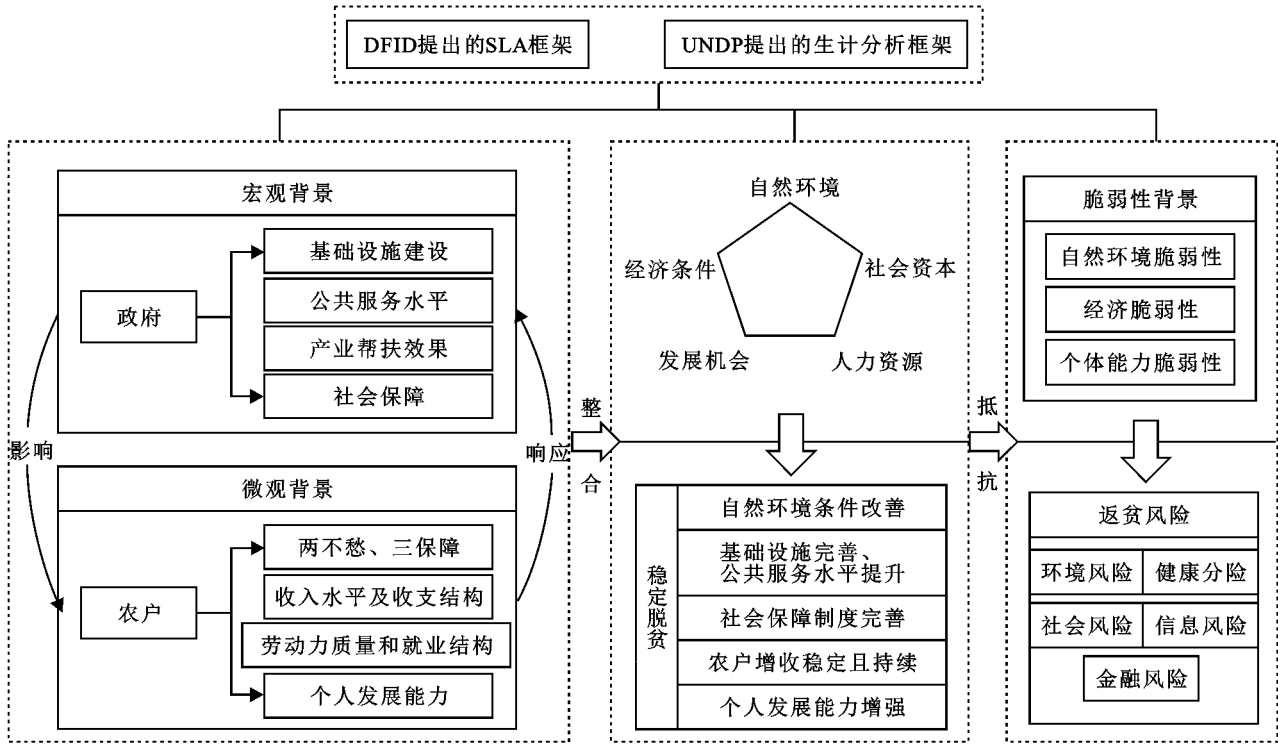 DFID提出的SLA框架
UNDP提出的生计分析框架
宏观背景
政府
基础设施建设
公共服务水平
产业帮扶效果
社会保障
影响
响应
微观背景
农户
两不愁、三保障
收入水平及收支结构
劳动力质量和就业结构
个人发展能力
整
合
自然环境
经济条件
社会资本
发展机会
人力资源
稳定脱贫
自然环境条件改善
基础设施完善、
公共服务水平提升
社会保障制度完善
农户增收稳定且持续
个人发展能力增强
抵
抗
脆弱性背景
自然环境脆弱性
经济脆弱性
个体能力脆弱性
返贫风险
环境风险
健康分险
社会风险
信息风险
金融风险